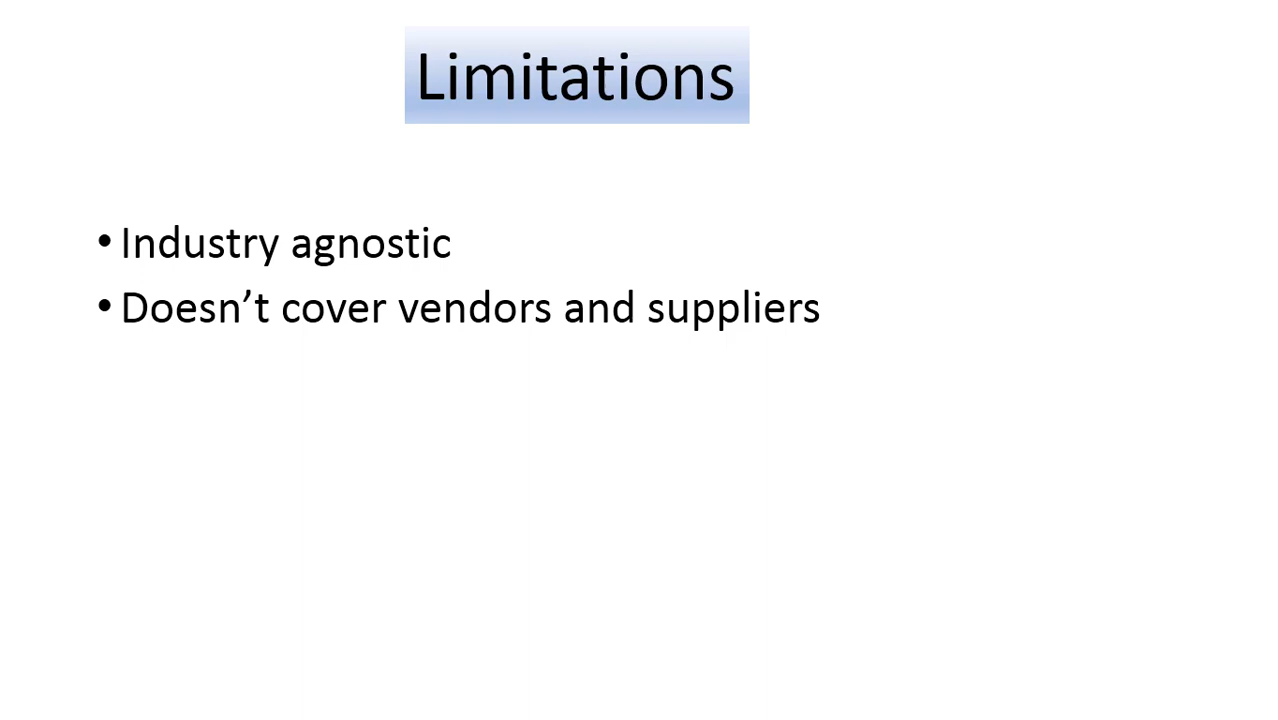 Limitations
• Industry agnostic
• Doesn’t cover vendors and suppliers